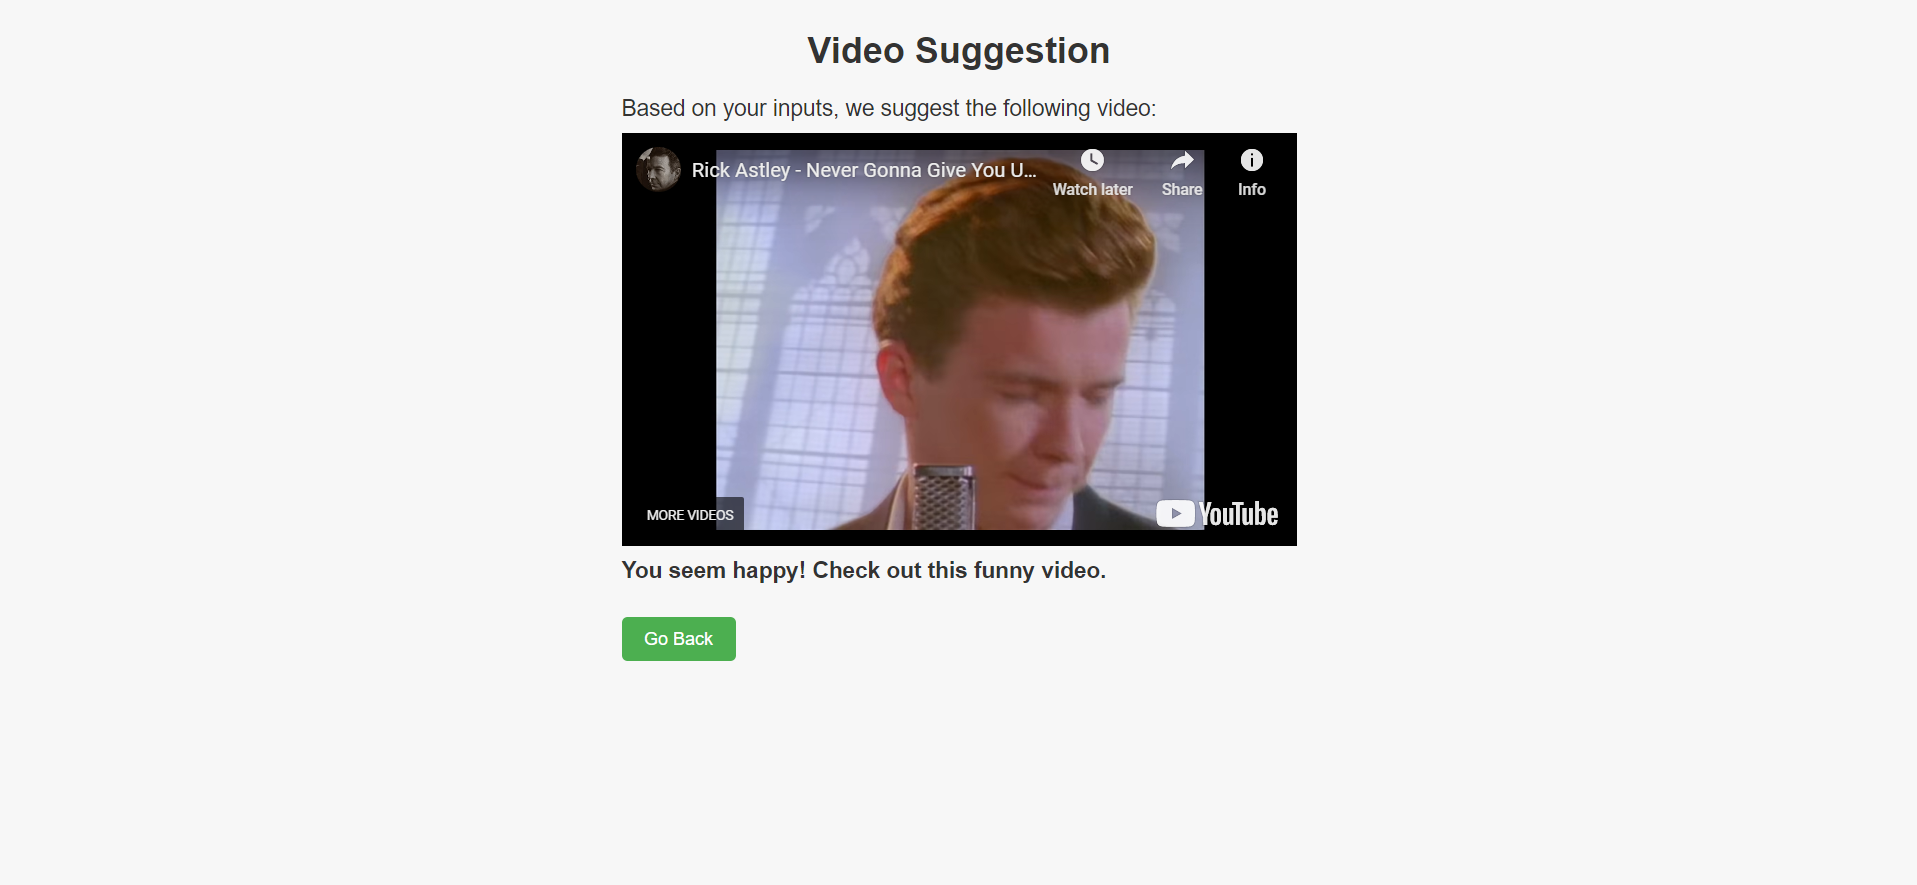 Video Suggestion
Based on your inputs, we suggest the following video:
Rick Astley - Never Gonna Give You U...
Watch later
Share
Info
MORE VIDEOS
YouTube
You seem happy! Check out this funny video.
Go Back